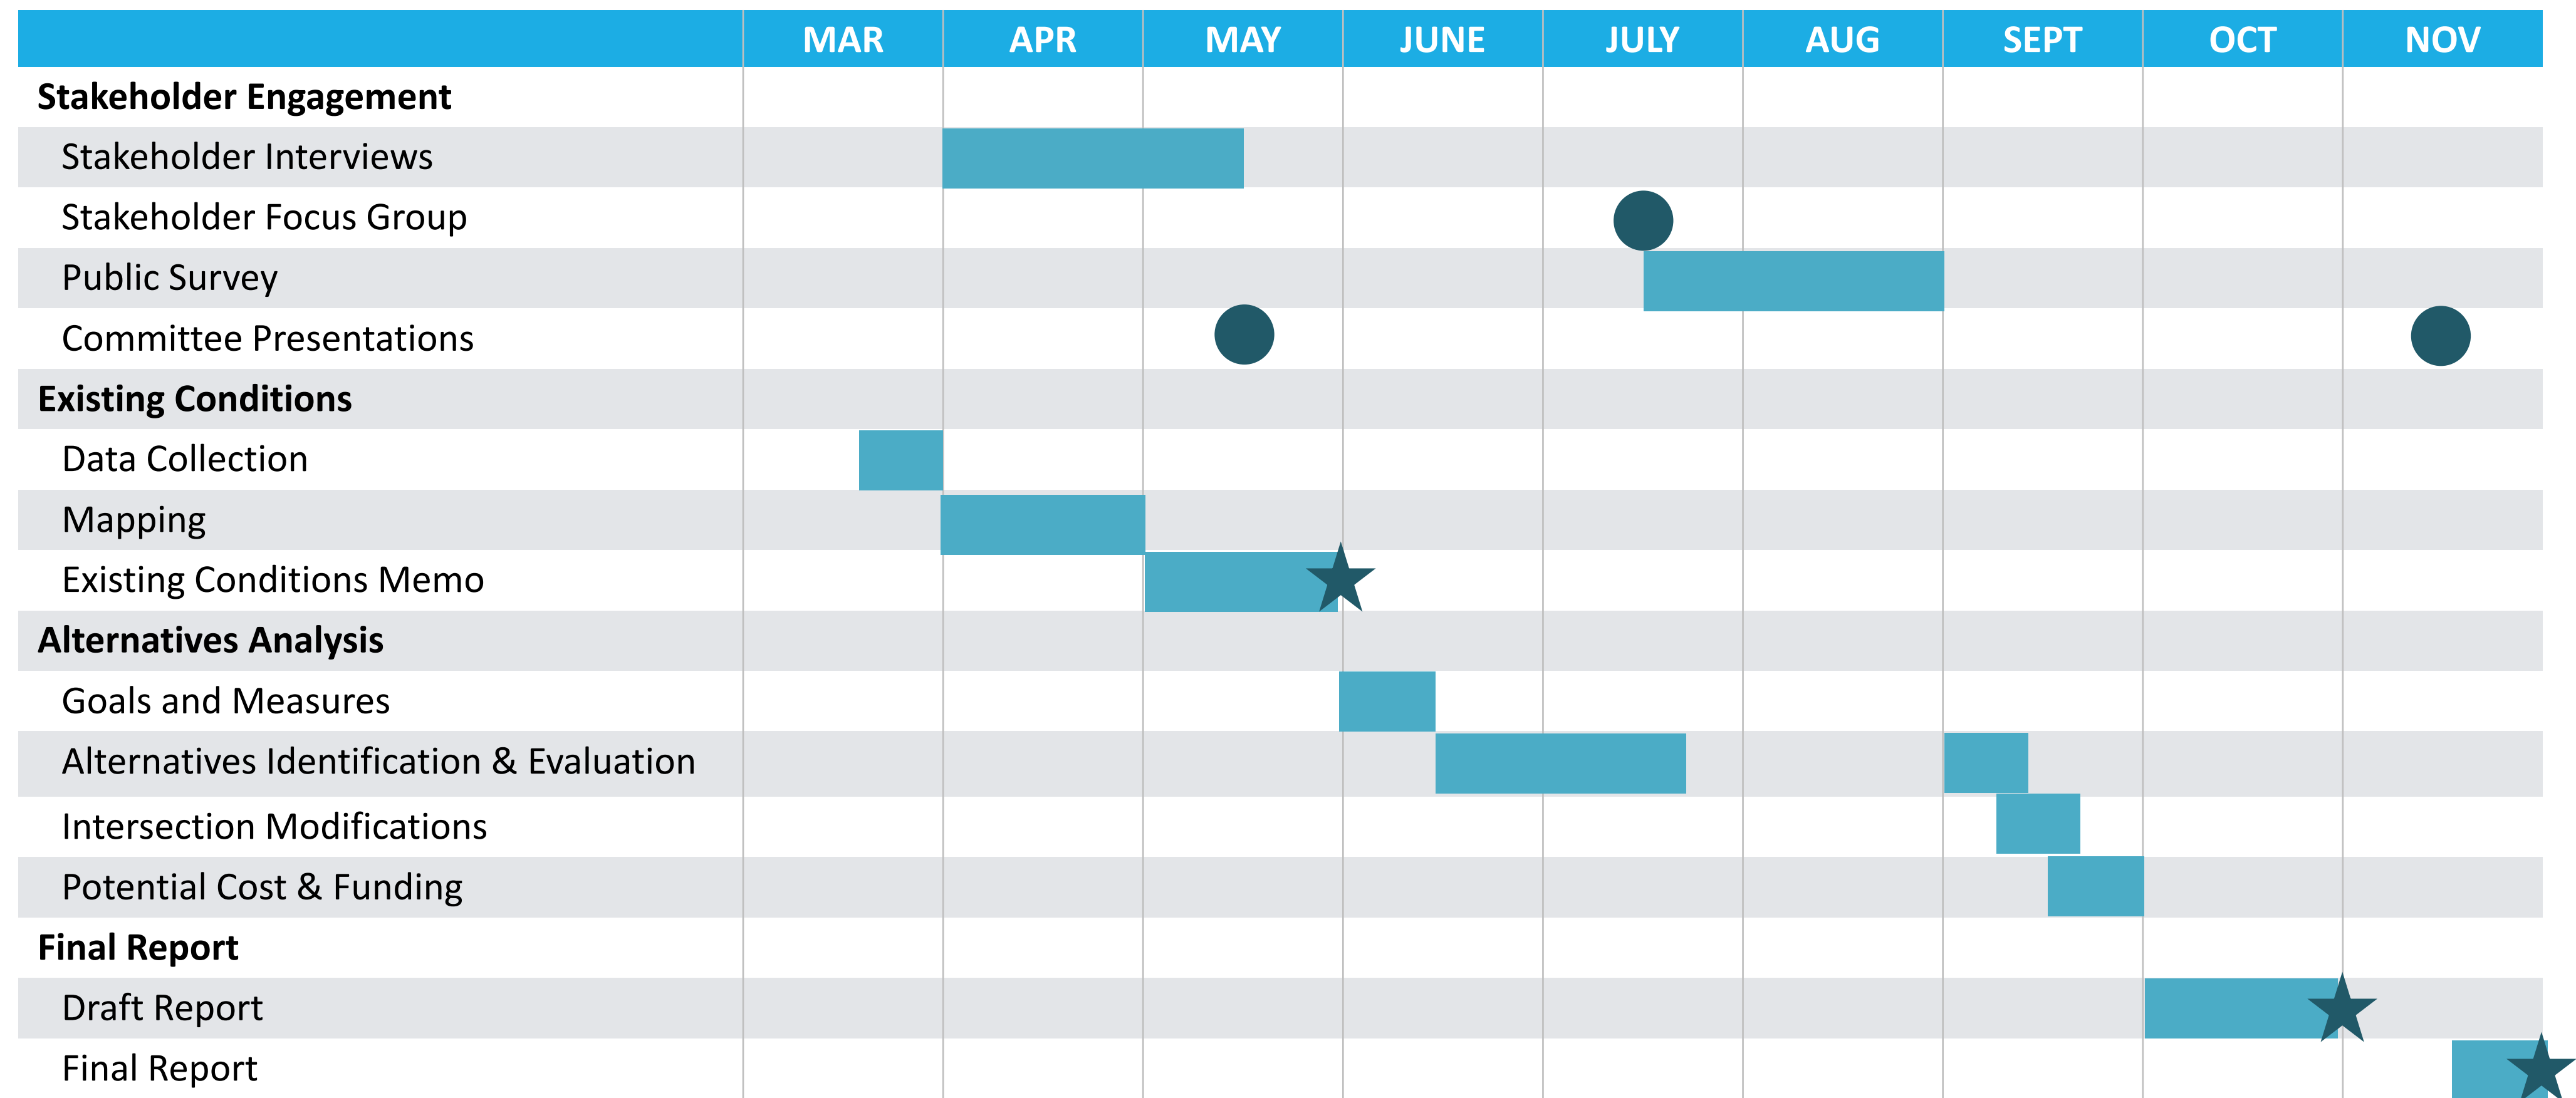 MAR APR MAY JUNE JULY AUG SEPT OCT NOV
Stakeholder Engagement
Stakeholder Interviews
Stakeholder Focus Group
Public Survey
Committee Presentations
Existing Conditions
Data Collection
Mapping
Existing Conditions Memo
Alternatives Analysis
Goals and Measures
Alternatives Identification & Evaluation
Intersection Modifications
Potential Cost & Funding
Final Report
Draft Report
Final Report